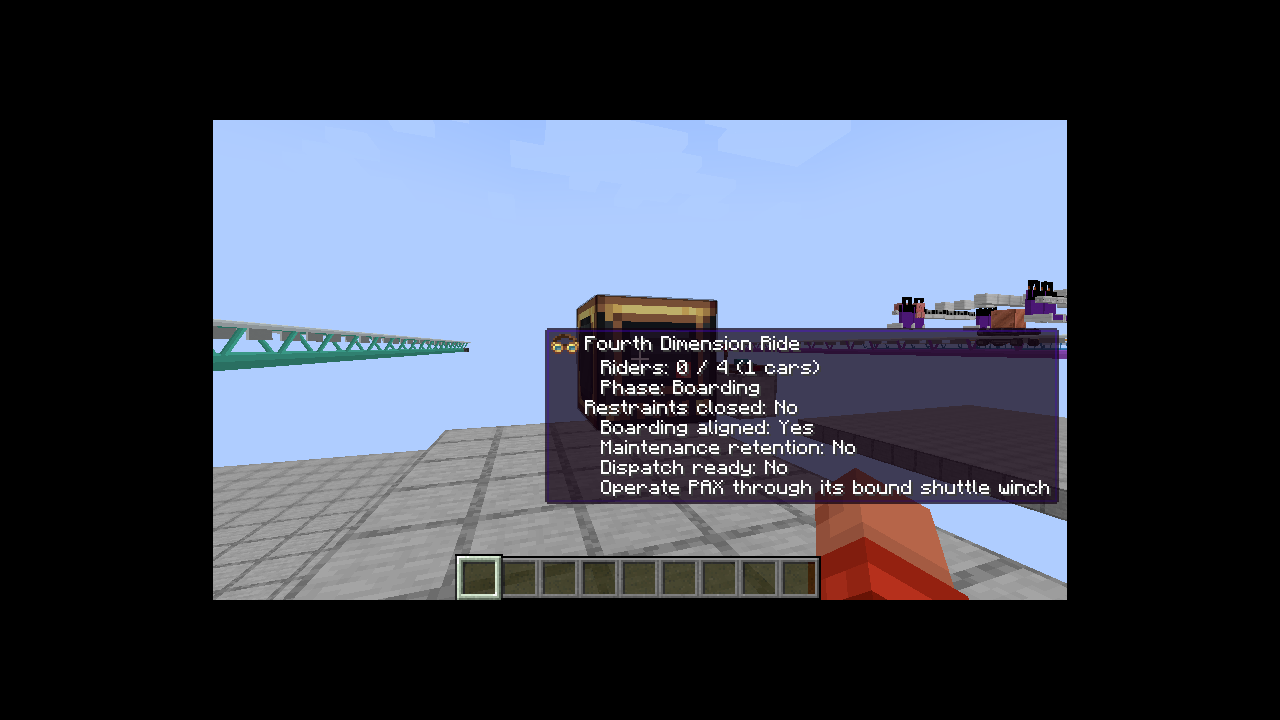 Fourth Dimension Ride
Riders: 0 / 4 (1 cars)
Phase: Boarding
Restraints closed: No
Boarding aligned: Yes
Maintenance retention: No
Dispatch ready: No
Operate PAX through its bound shuttle winch